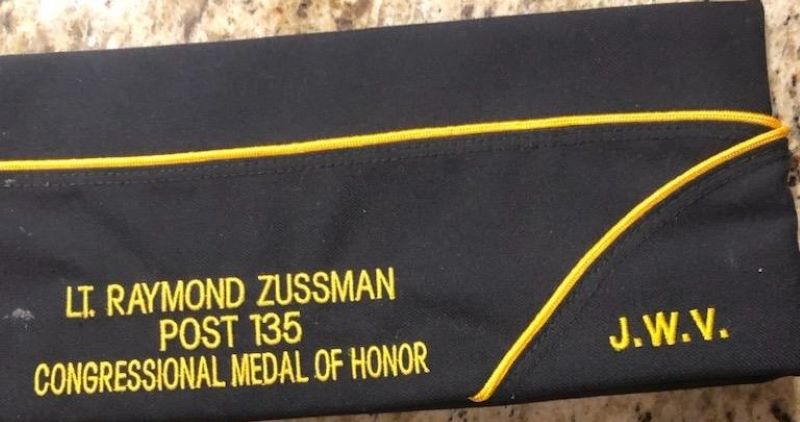 LT. RAYMOND ZUSSMAN
POST 135
CONGRESSIONAL MEDAL OF HONOR
J.W.V.